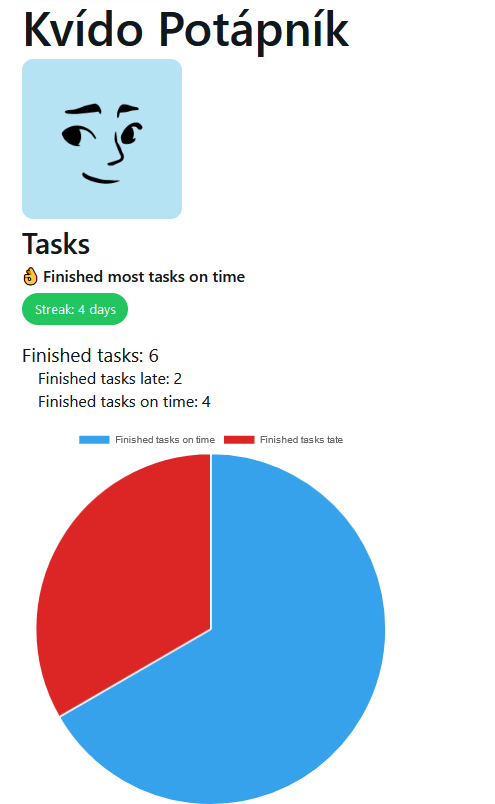 Kvído Potápník
Tasks
👌 Finished most tasks on time
Streak: 4 days
Finished tasks: 6
Finished tasks late: 2
Finished tasks on time: 4
Finished tasks on time Finished tasks tate